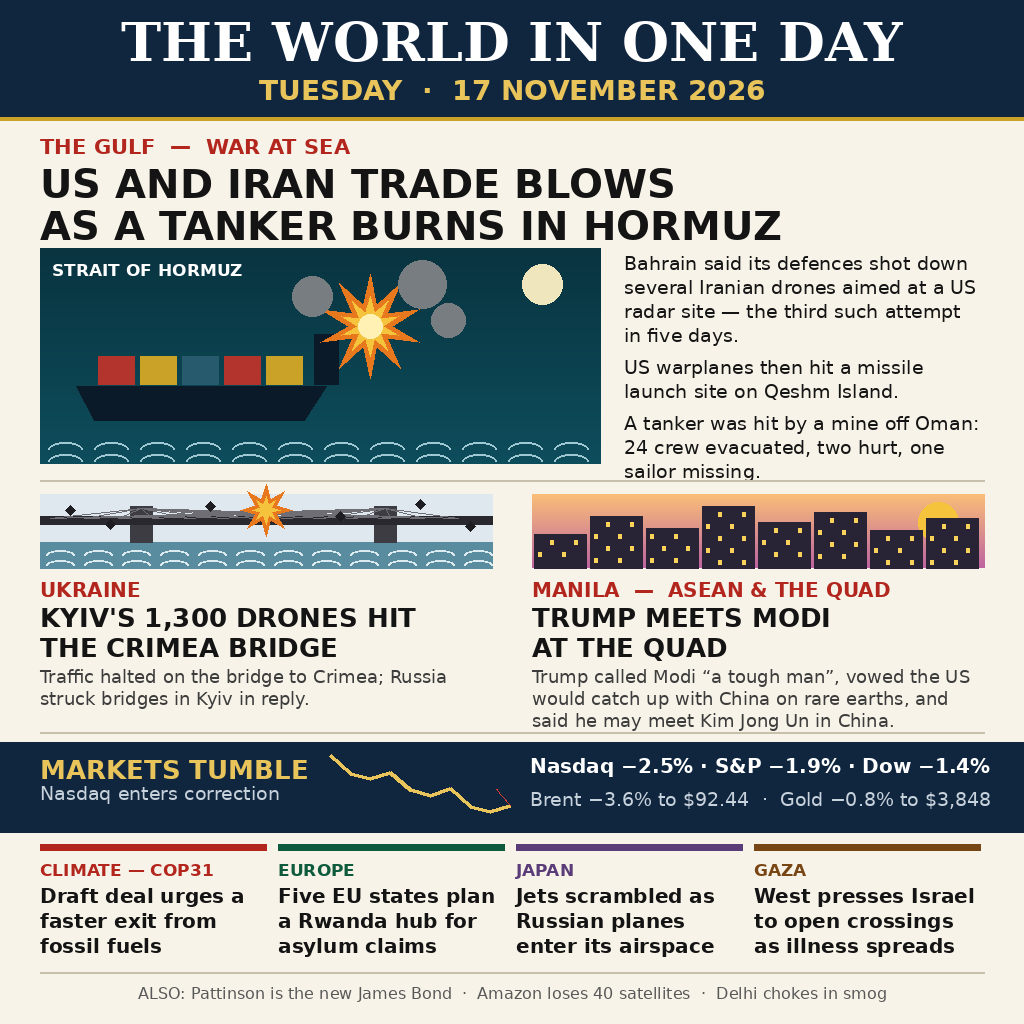 THE WORLD IN ONE DAY
TUESDAY · 17 NOVEMBER 2026
THE GULF — WAR AT SEA
US AND IRAN TRADE BLOWS
AS A TANKER BURNS IN HORMUZ
STRAIT OF HORMUZ
Bahrain said its defences shot down
several Iranian drones aimed at a US
radar site — the third such attempt
in five days.
US warplanes then hit a missile
launch site on Qeshm Island.
A tanker was hit by a mine off Oman:
24 crew evacuated, two hurt, one
sailor missing.
UKRAINE
KYIV'S 1,300 DRONES HIT
THE CRIMEA BRIDGE
Traffic halted on the bridge to Crimea; Russia
struck bridges in Kyiv in reply.
MANILA — ASEAN & THE QUAD
TRUMP MEETS MODI
AT THE QUAD
Trump called Modi “a tough man”, vowed the US
would catch up with China on rare earths, and
said he may meet Kim Jong Un in China.
MARKETS TUMBLE
Nasdaq enters correction
Nasdaq −2.5% · S&P −1.9% · Dow −1.4%
Brent −3.6% to $92.44 · Gold −0.8% to $3,848
CLIMATE — COP31
Draft deal urges a
faster exit from
fossil fuels
EUROPE
Five EU states plan
a Rwanda hub for
asylum claims
JAPAN
Jets scrambled as
Russian planes
enter its airspace
GAZA
West presses Israel
to open crossings
as illness spreads
ALSO: Pattinson is the new James Bond · Amazon loses 40 satellites · Delhi chokes in smog